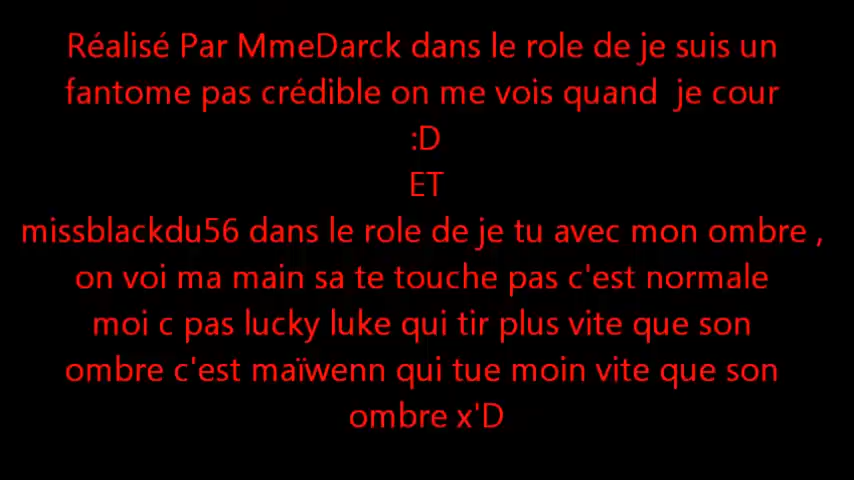 Réalisé Par MmeDarck dans le role de je suis un
fantome pas crédible on me vois quand  je cour
:D
ET
missblackdu56 dans le role de je tu avec mon ombre ,
on voi ma main sa te touche pas c'est normale
moi c pas lucky luke qui tir plus vite que son
ombre c'est maïwenn qui tue moin vite que son
ombre x'D